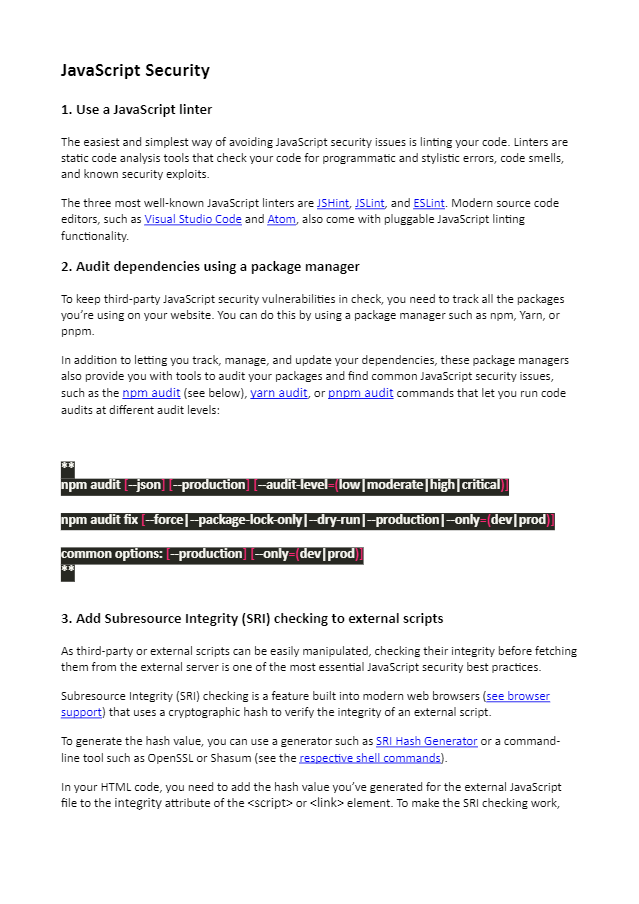 JavaScript Security
1. Use a JavaScript linter
The easiest and simplest way of avoiding JavaScript security issues is linting your code. Linters are
static code analysis tools that check your code for programmatic and stylistic errors, code smells,
and known security exploits.
The three most well-known JavaScript linters are JSHint, JSLint, and ESLint. Modern source code
editors, such as Visual Studio Code and Atom, also come with pluggable JavaScript linting
functionality.
2. Audit dependencies using a package manager
To keep third-party JavaScript security vulnerabilities in check, you need to track all the packages
you’re using on your website. You can do this by using a package manager such as npm, Yarn, or
pnpm.
In addition to letting you track, manage, and update your dependencies, these package managers
also provide you with tools to audit your packages and find common JavaScript security issues,
such as the npm audit (see below), yarn audit, or pnpm audit commands that let you run code
audits at different audit levels:
**
npm audit [--json] [--production] [--audit-level=(low|moderate|high|critical)]
npm audit fix [--force|--package-lock-only|--dry-run|--production|--only=(dev|prod)]
common options: [--production] [--only=(dev|prod)]
**
3. Add Subresource Integrity (SRI) checking to external scripts
As third-party or external scripts can be easily manipulated, checking their integrity before fetching
them from the external server is one of the most essential JavaScript security best practices.
Subresource Integrity (SRI) checking is a feature built into modern web browsers (see browser
support) that uses a cryptographic hash to verify the integrity of an external script.
To generate the hash value, you can use a generator such as SRI Hash Generator or a command-
line tool such as OpenSSL or Shasum (see the respective shell commands).
In your HTML code, you need to add the hash value you’ve generated for the external JavaScript
file to the integrity attribute of the <script> or <link> element. To make the SRI checking work,